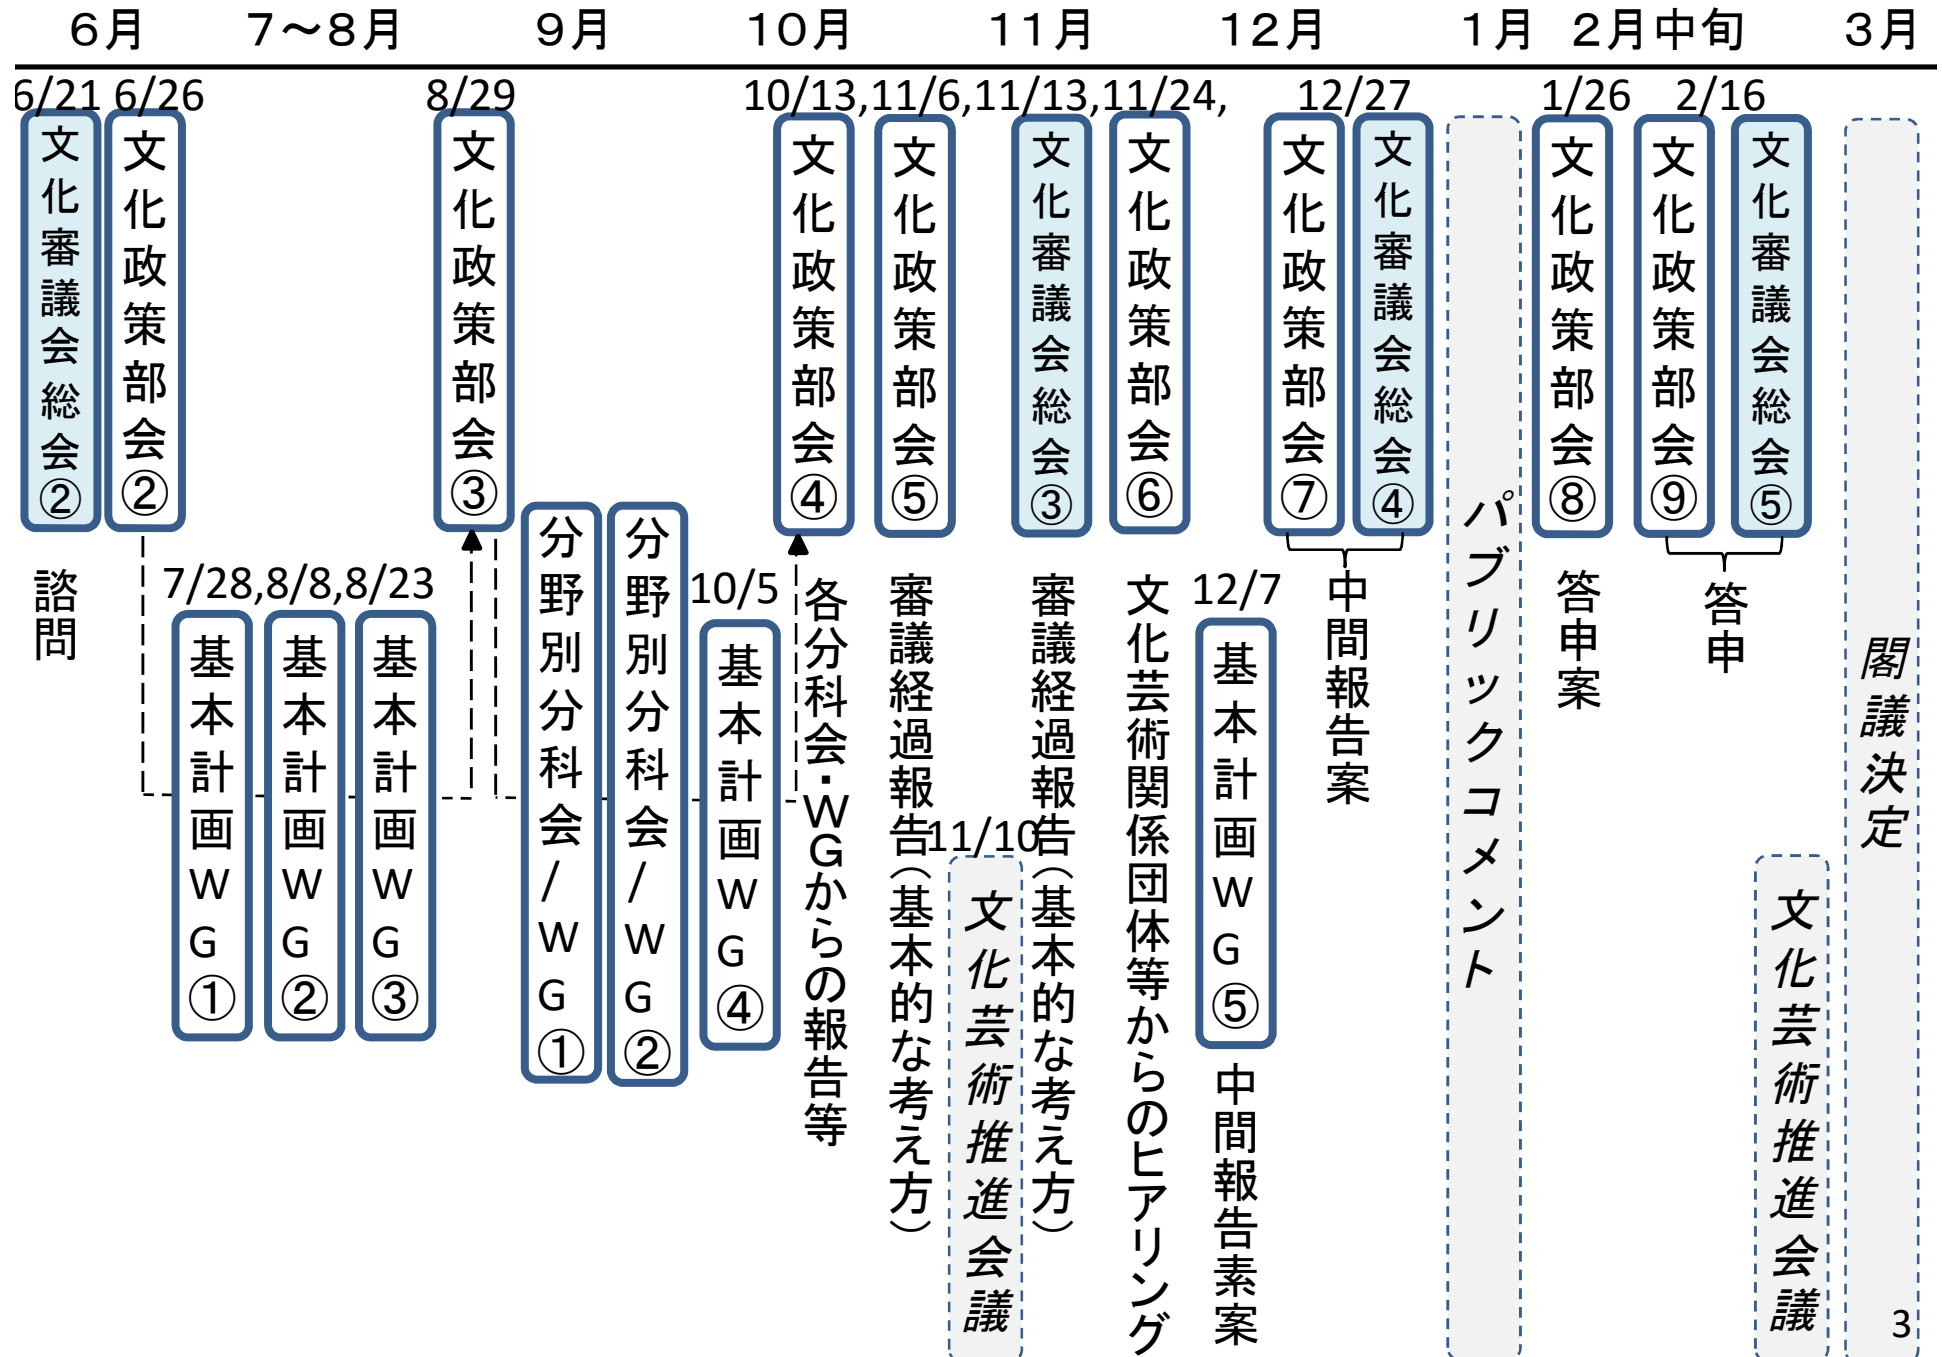 6月 7~8月 9月 10月 11月 12月 1月 2月中旬 3月
6/21 6/26 8/29 10/13,11/6,11/13,11/24, 12/27 1/26 2/16
文化審議会総会②
諮問
文化政策部会②
7/28,8/8,8/23
基本計画WG①
基本計画WG②
基本計画WG③
文化政策部会③
分野別分科会/WG①
分野別分科会/WG②
10/5
基本計画WG④
文化政策部会④
各分科会・WGからの報告等
文化政策部会⑤
審議経過報告(基本的な考え方)
11/10
文化芸術推進会議
文化審議会総会③
審議経過報告(基本的な考え方)
文化政策部会⑥
文化芸術関係団体等からのヒアリング
12/7
基本計画WG⑤
中間報告素案
文化政策部会⑦
文化審議会総会④
中間報告案
パブリックコメント
文化政策部会⑧
答申案
文化政策部会⑨
文化審議会総会⑤
答申
文化芸術推進会議
閣議決定
3